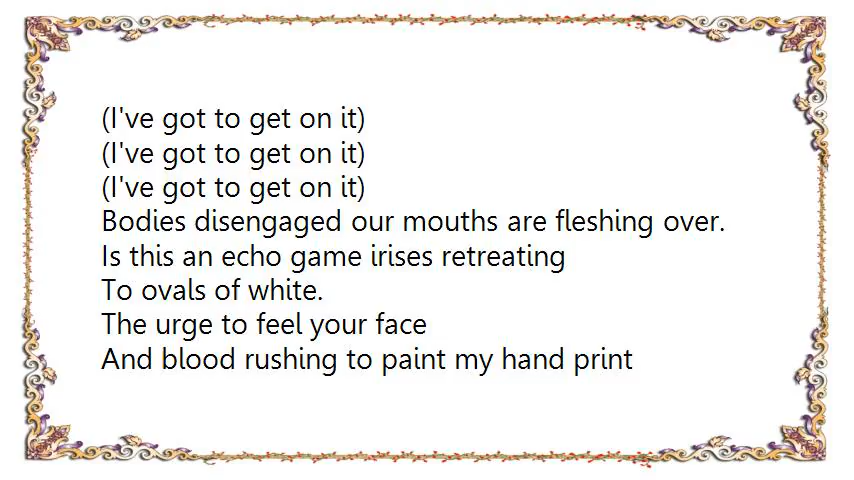 (I've got to get on it)
(I've got to get on it)
(I've got to get on it)
Bodies disengaged our mouths are fleshing over.
Is this an echo game irises retreating
To ovals of white.
The urge to feel your face
And blood rushing to paint my hand print